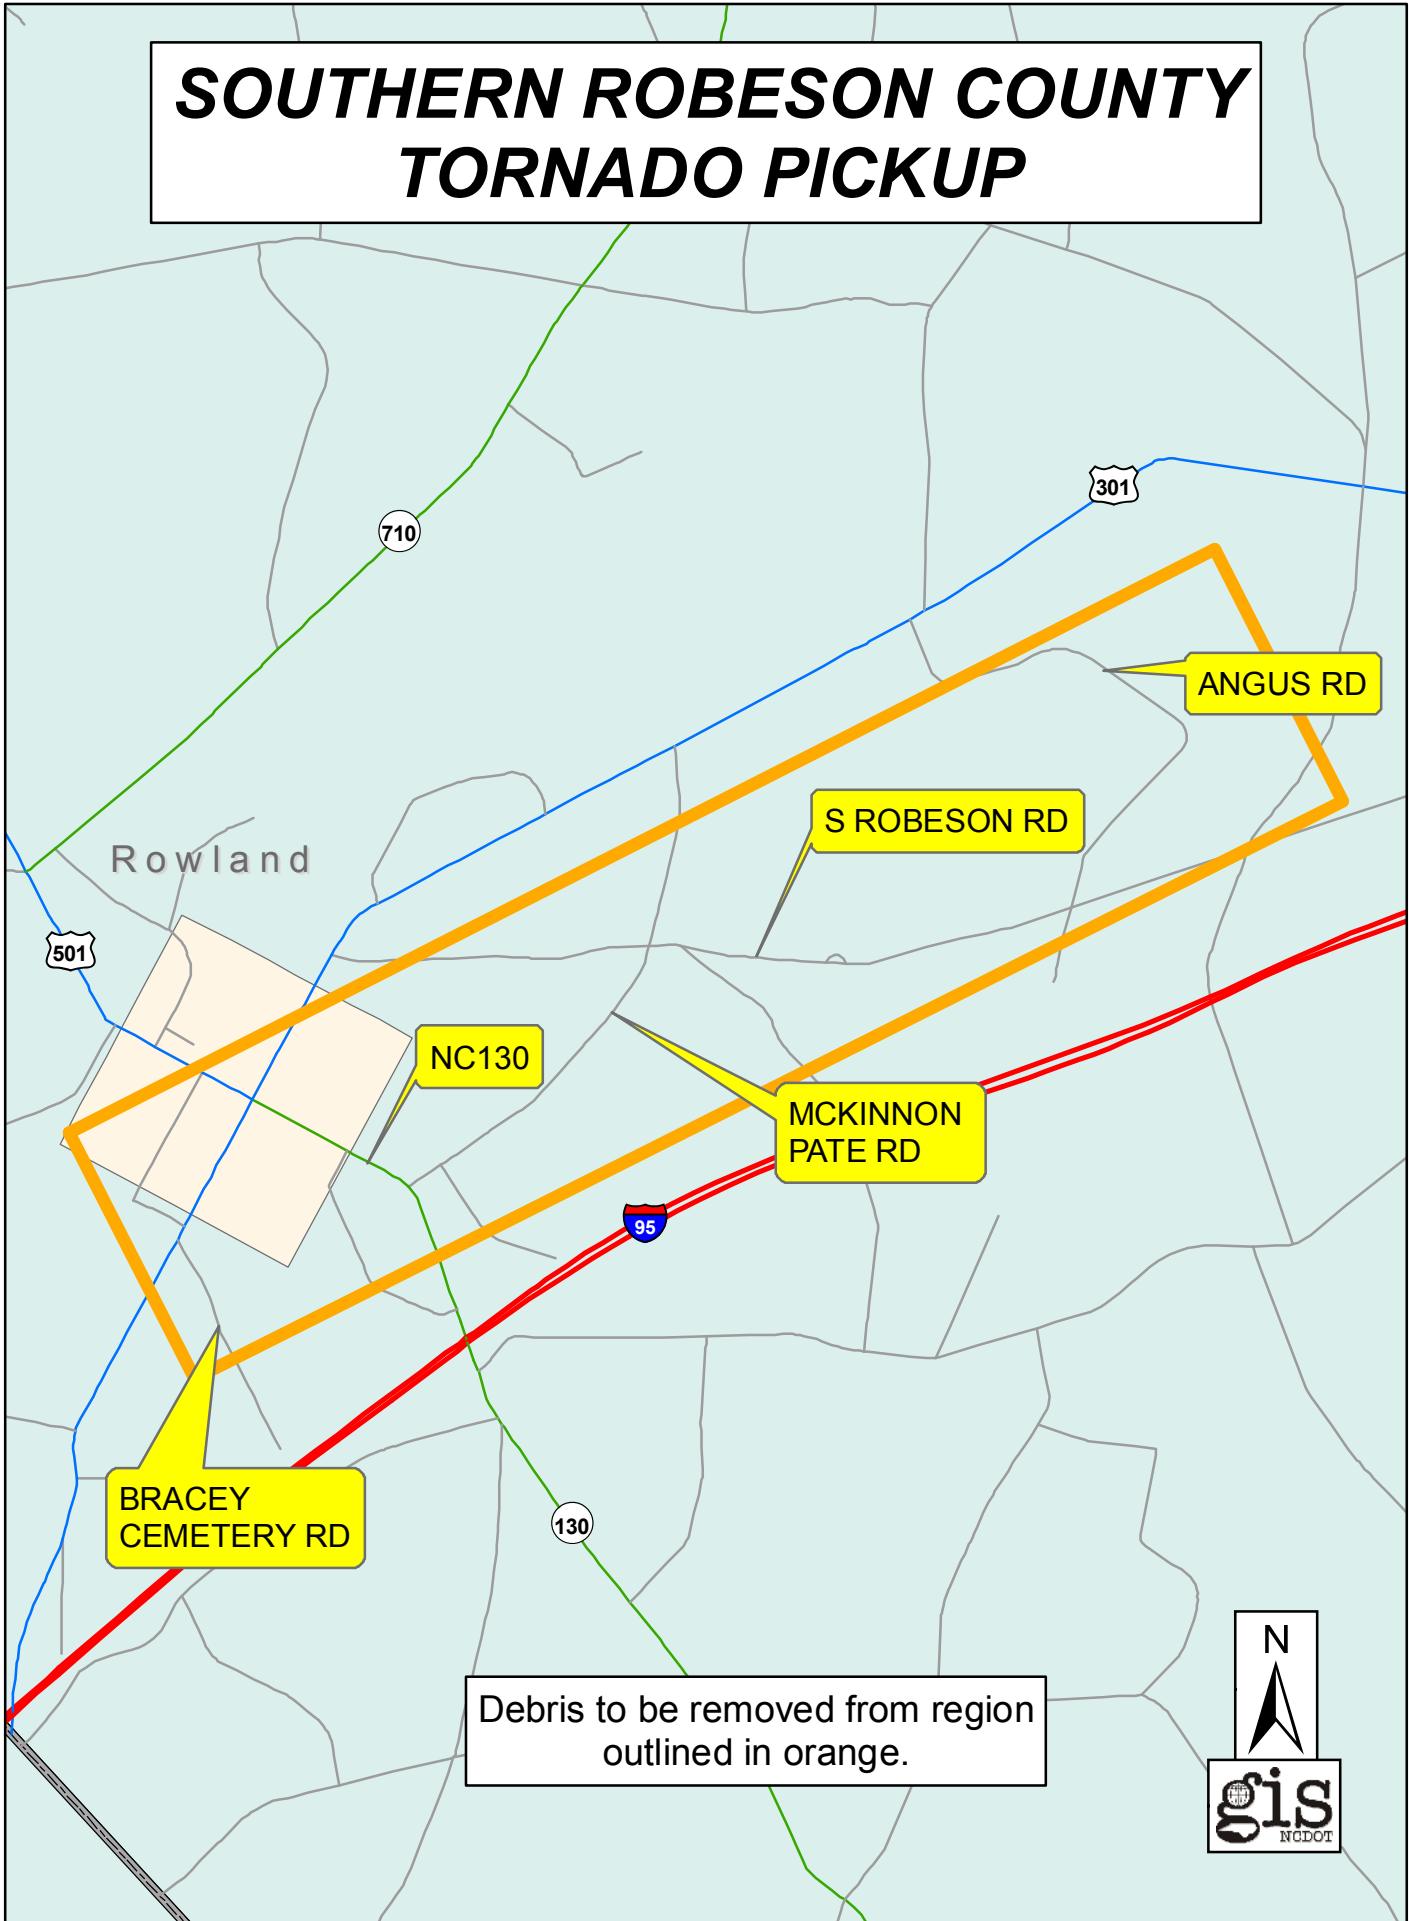 SOUTHERN ROBESON COUNTY
TORNADO PICKUP
301
710
ANGUS RD
S ROBESON RD
Rowland
501
NC130
MCKINNON
PATE RD
95
BRACEY
CEMETERY RD
130
N
Debris to be removed from region
outlined in orange.
gis
NCDOT